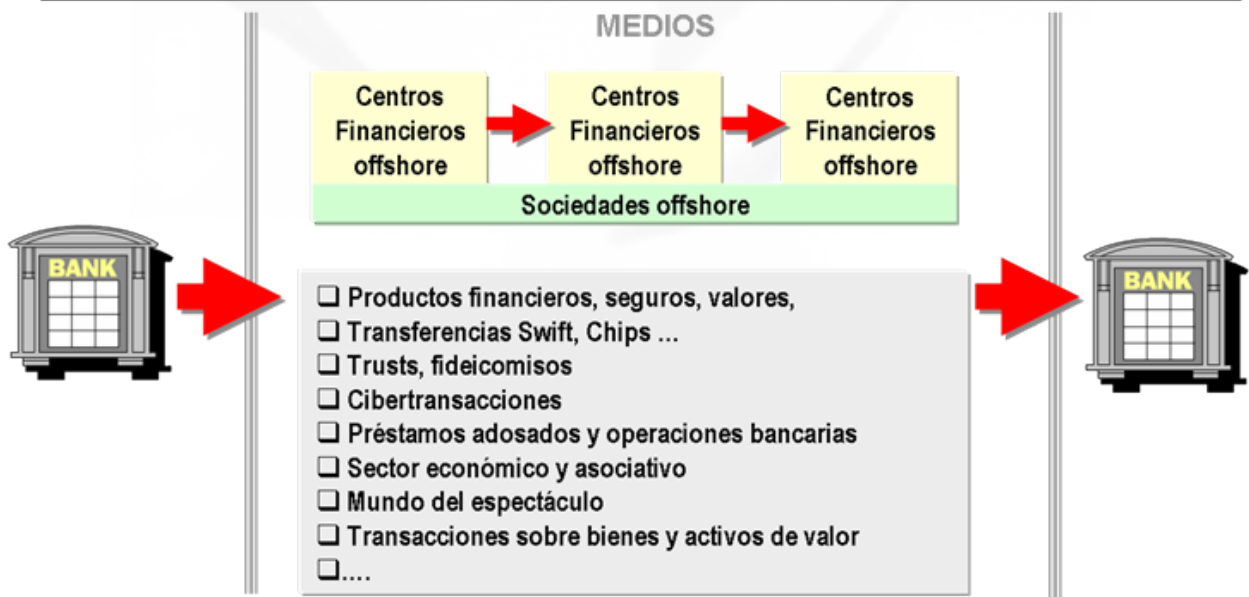 MEDIOS
Centros
Financieros
offshore
Centros
Financieros
offshore
Centros
Financieros
offshore
Sociedades offshore
BANK
❑ Productos financieros, seguros, valores,
❑ Transferencias Swift, Chips ...
❑ Trusts, fideicomisos
❑ Cibertransacciones
❑ Préstamos adosados y operaciones bancarias
❑ Sector económico y asociativo
❑ Mundo del espectáculo
❑ Transacciones sobre bienes y activos de valor
❑....
BANK